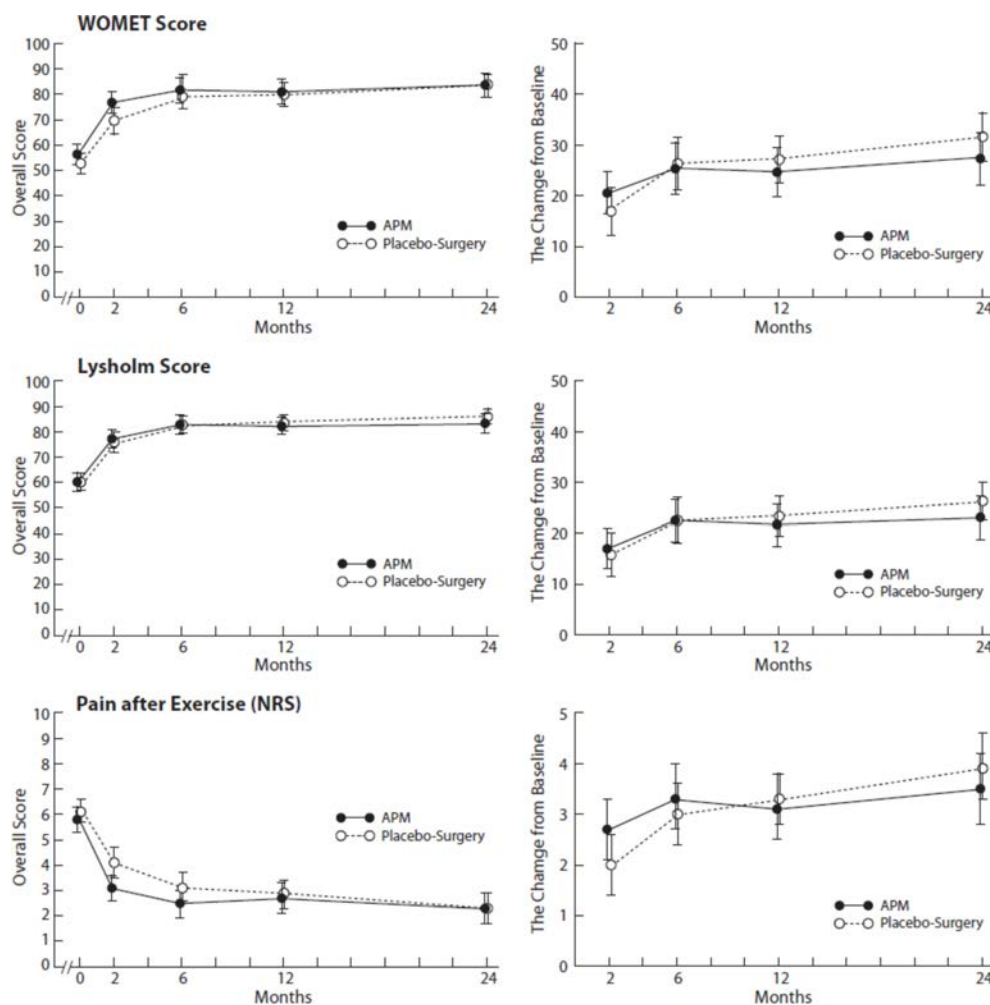 WOMET Score
Overall Score
100
90
80
70
60
50
40
30
20
10
0
0 2 6 12 24
Months
APM
Placebo-Surgery
The Chamge from Baseline
50
40
30
20
10
0
2 6 12 24
Months
APM
Placebo-Surgery
Lysholm Score
Overall Score
100
90
80
70
60
50
40
30
20
10
0
0 2 6 12 24
Months
APM
Placebo-Surgery
The Chamge from Baseline
50
40
30
20
10
0
2 6 12 24
Months
APM
Placebo-Surgery
Pain after Exercise (NRS)
Overall Score
10
9
8
7
6
5
4
3
2
1
0
0 2 6 12 24
Months
APM
Placebo-Surgery
The Chamge from Baseline
5
4
3
2
1
0
2 6 12 24
Months
APM
Placebo-Surgery